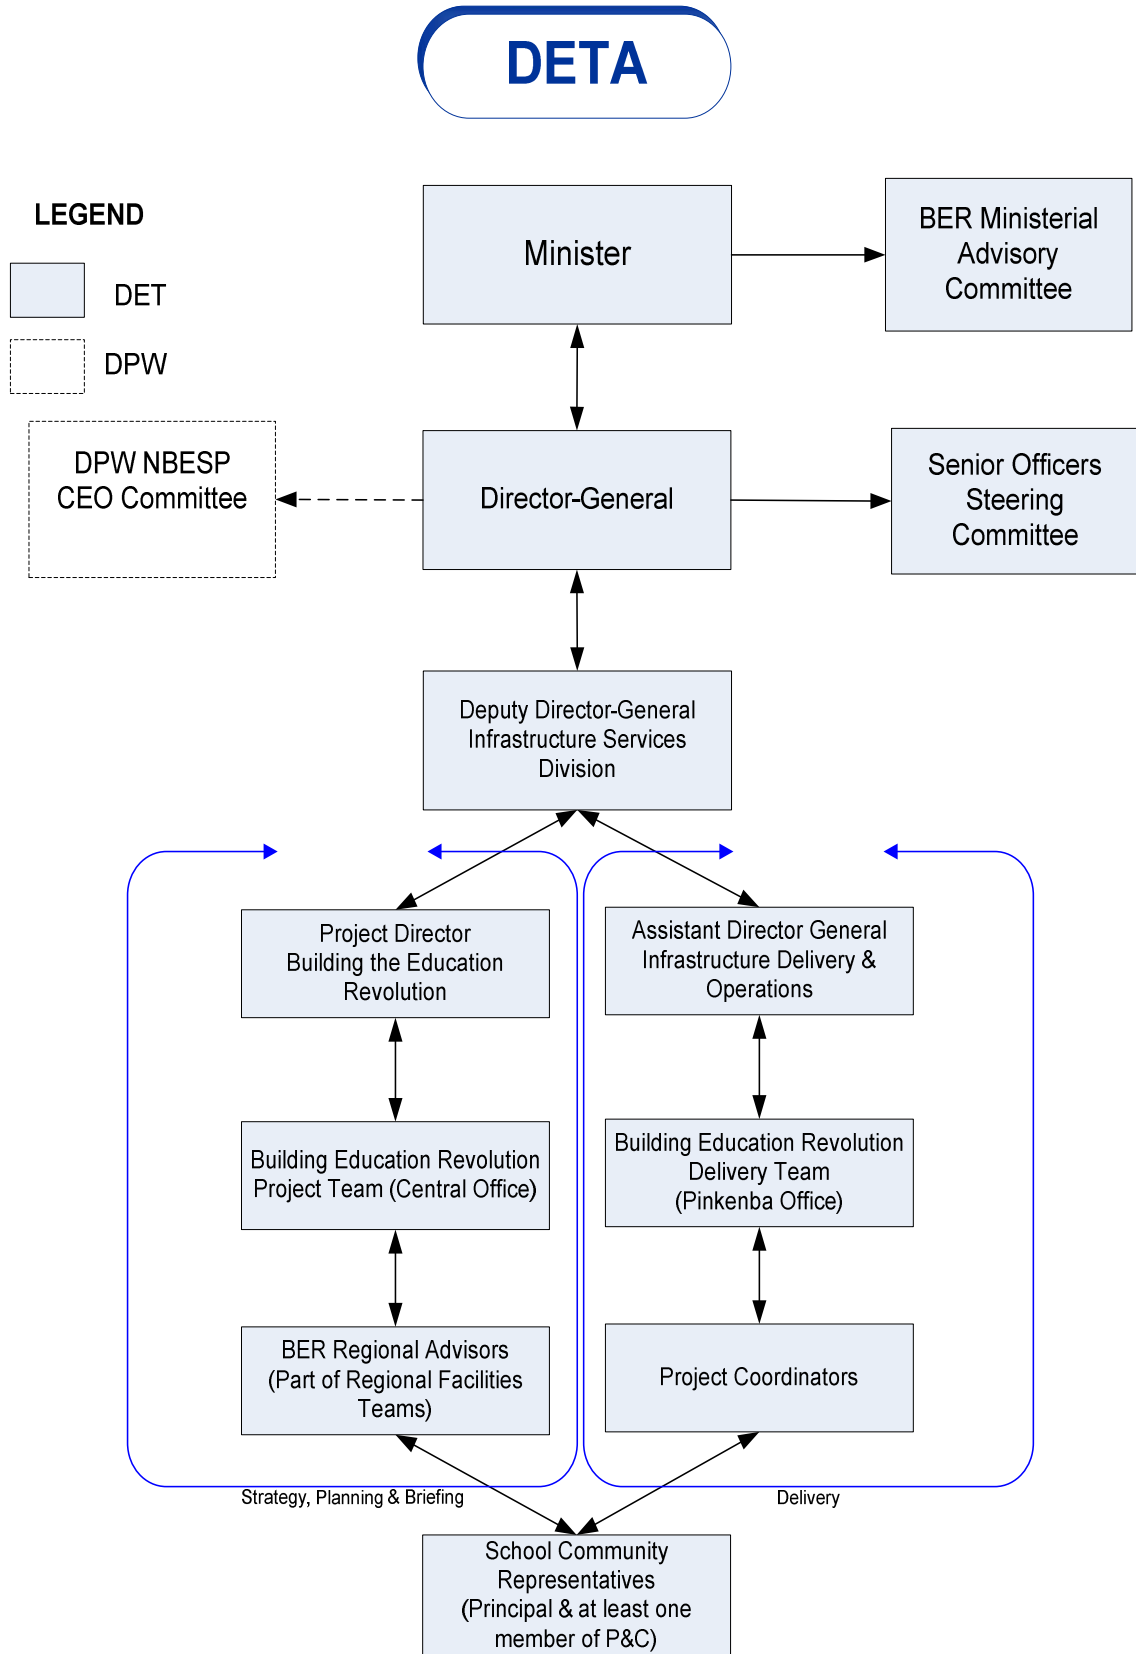 DETA
LEGEND
DET
DPW
Minister
BER Ministerial
Advisory
Committee
DPW NBESP
CEO Committee
Director-General
Senior Officers
Steering
Committee
Deputy Director-General
Infrastructure Services
Division
Project Director
Building the Education
Revolution
Assistant Director General
Infrastructure Delivery &
Operations
Building Education Revolution
Project Team (Central Office)
Building Education Revolution
Delivery Team
(Pinkenba Office)
BER Regional Advisors
(Part of Regional Facilities
Teams)
Project Coordinators
Strategy, Planning & Briefing
Delivery
School Community
Representatives
(Principal & at least one
member of P&C)